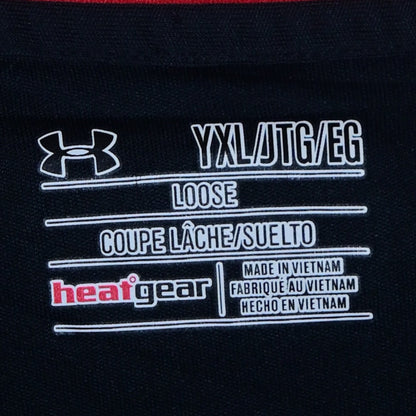 YXL/JTG/EG
LOOSE
COUPE LÂCHE/SUELTO
heatgear
MADE IN VIETNAM
FABRIQUÉ AU VIETNAM
HECHO EN VIETNAM